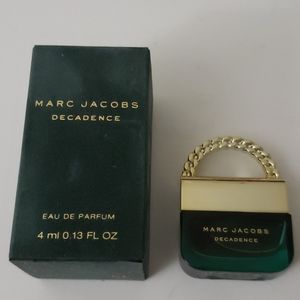 MARC JACOBS
DECADENCE
EAU DE PARFUM
4 ml 0.13 FL OZ
MARC JACOBS
DECADENCE